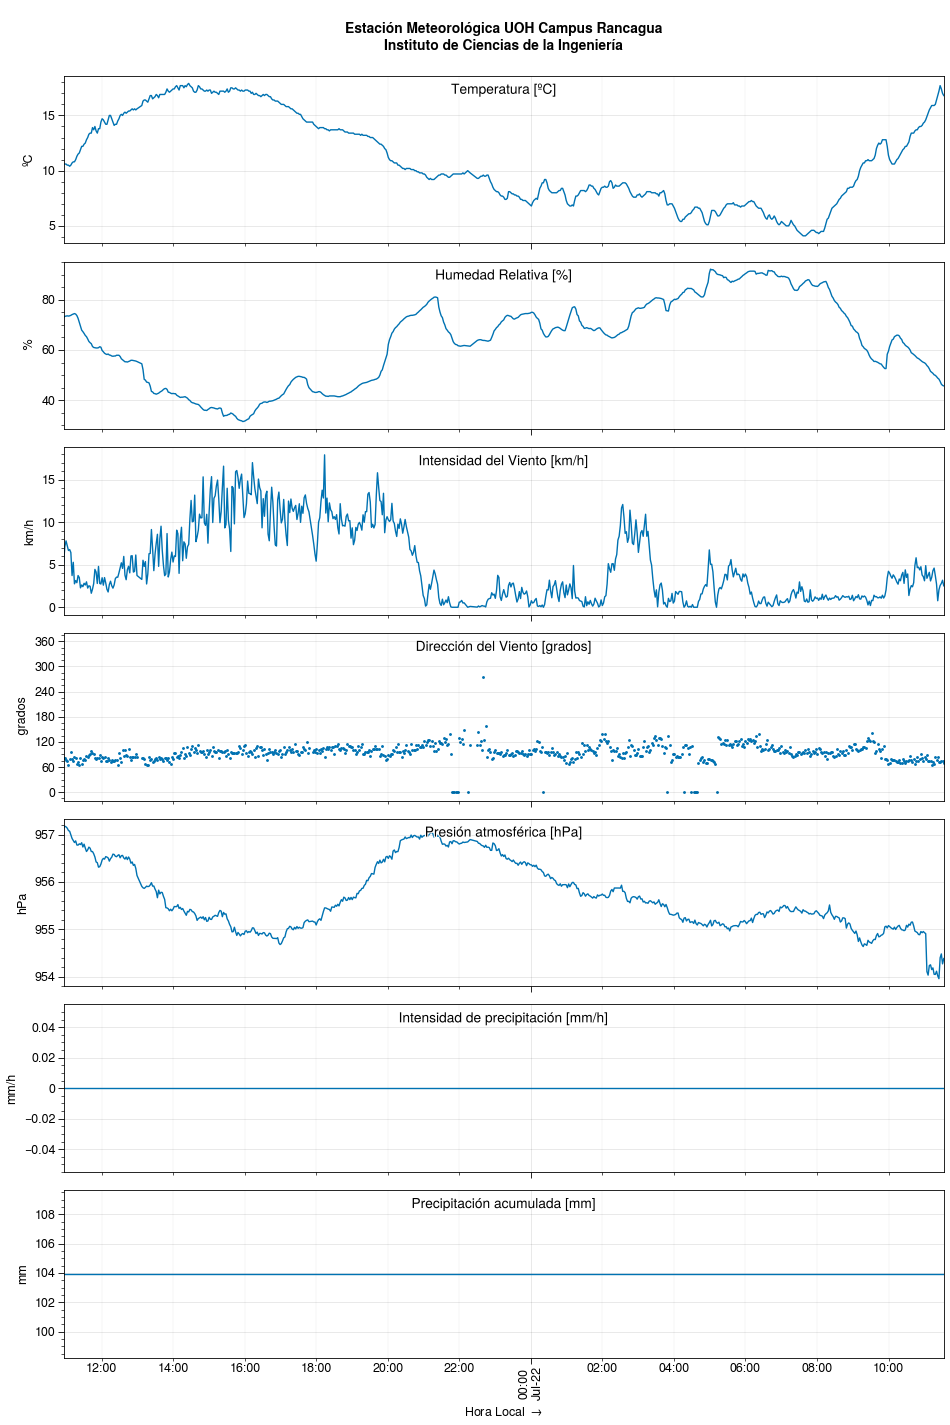 Estación Meteorológica UOH Campus Rancagua
Instituto de Ciencias de la Ingeniería
Temperatura [ºC]
ºC
15
10
5
Humedad Relativa [%]
%
80
60
40
Intensidad del Viento [km/h]
km/h
15
10
5
0
Dirección del Viento [grados]
grados
360
300
240
180
120
60
0
Presión atmosférica [hPa]
hPa
957
956
955
954
Intensidad de precipitación [mm/h]
mm/h
0.04
0.02
0
−0.02
−0.04
Precipitación acumulada [mm]
mm
108
106
104
102
100
12:00 14:00 16:00 18:00 20:00 22:00 00:00 02:00 04:00 06:00 08:00 10:00
Jul-22
Hora Local →